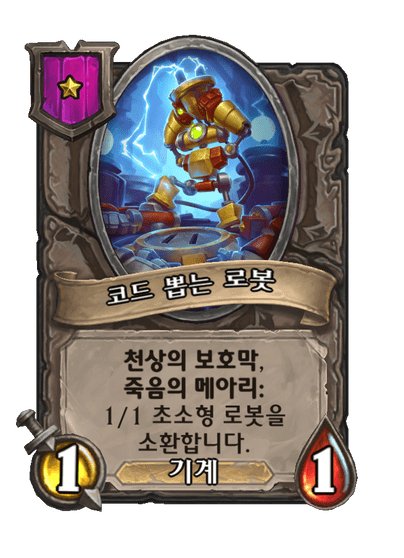 코드 뽑는 로봇
천상의 보호막,
죽음의 메아리:
1/1 초소형 로봇을
소환합니다.
1
기계
1